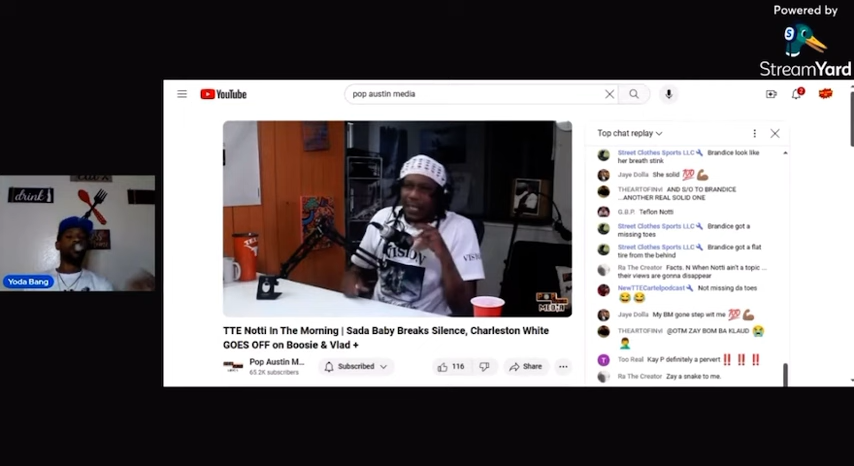 Powered by
S
StreamYard
YouTube
pop austin media
2
Top chat replay
Street Clothes Sports LLC Brandice look like
her breath stink
Jaye Dolla She solid 💯 💪🏾
THEARTOFINVI AND S/O TO BRANDICE
...ANOTHER REAL SOLID ONE
G.B.P. Teflon Notti
Street Clothes Sports LLC Brandice got a
missing toes
Street Clothes Sports LLC Brandice got a flat
tire from the behind
Ra The Creator Facts. N When Notti ain't a topic ...
their views are gonna disappear
NewTTECartelpodcast Not missing da toes
😂 😂
Jaye Dolla My BM gone step wit me 💯 💪🏾
THEARTOFINVI @OTM ZAY BOM BA KLAUD 😭
🤦‍♂️
T Too Real Kay P definitely a pervert ‼️ ‼️ ‼️
Ra The Creator Zay a snake to me.
drink
Yoda Bang
VISION
MEDIA
TTE Notti In The Morning | Sada Baby Breaks Silence, Charleston White
GOES OFF on Boosie & Vlad +
Pop Austin M...
65.2K subscribers
Subscribed
116
Share